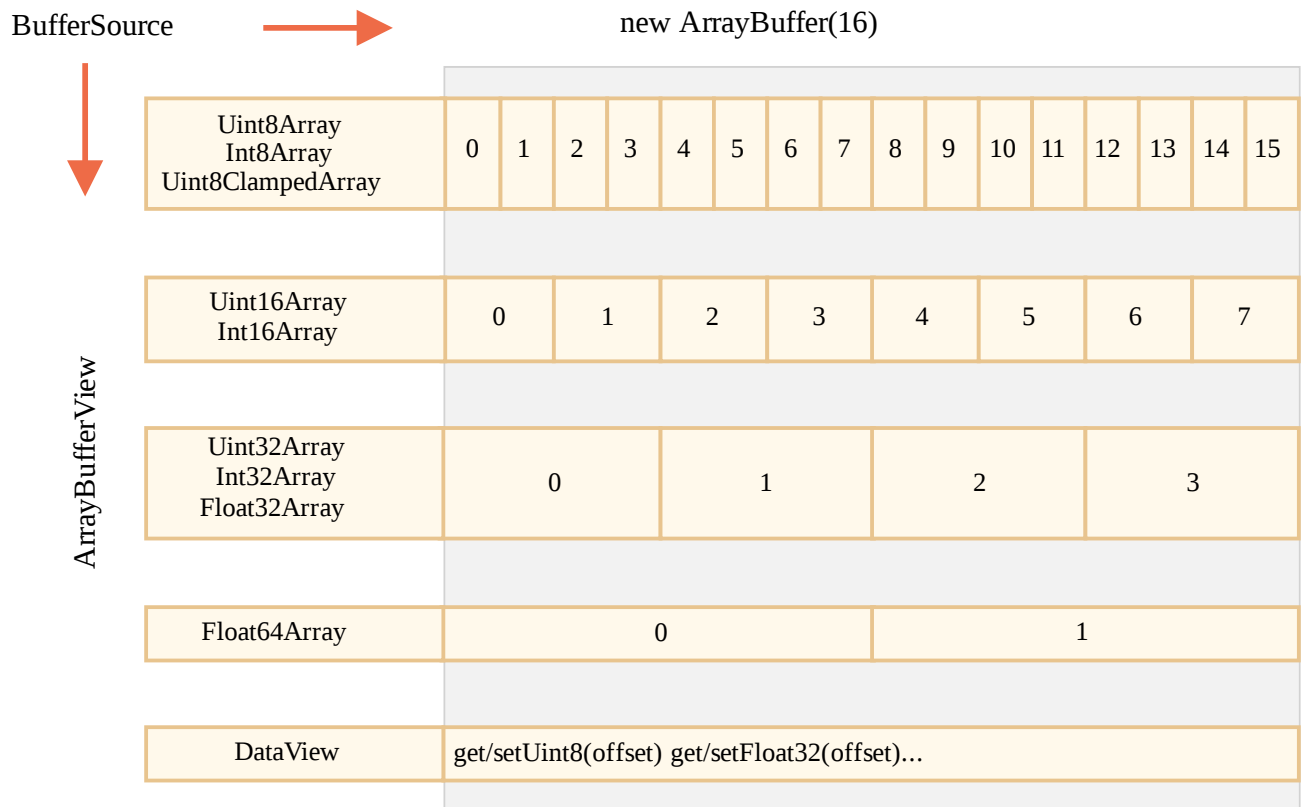 BufferSource
new ArrayBuffer(16)
Uint8Array
Int8Array
Uint8ClampedArray
0 1 2 3 4 5 6 7 8 9 10 11 12 13 14 15
Uint16Array
Int16Array
0 1 2 3 4 5 6 7
ArrayBufferView
Uint32Array
Int32Array
Float32Array
0 1 2 3
Float64Array
0 1
DataView
get/setUint8(offset) get/setFloat32(offset)...